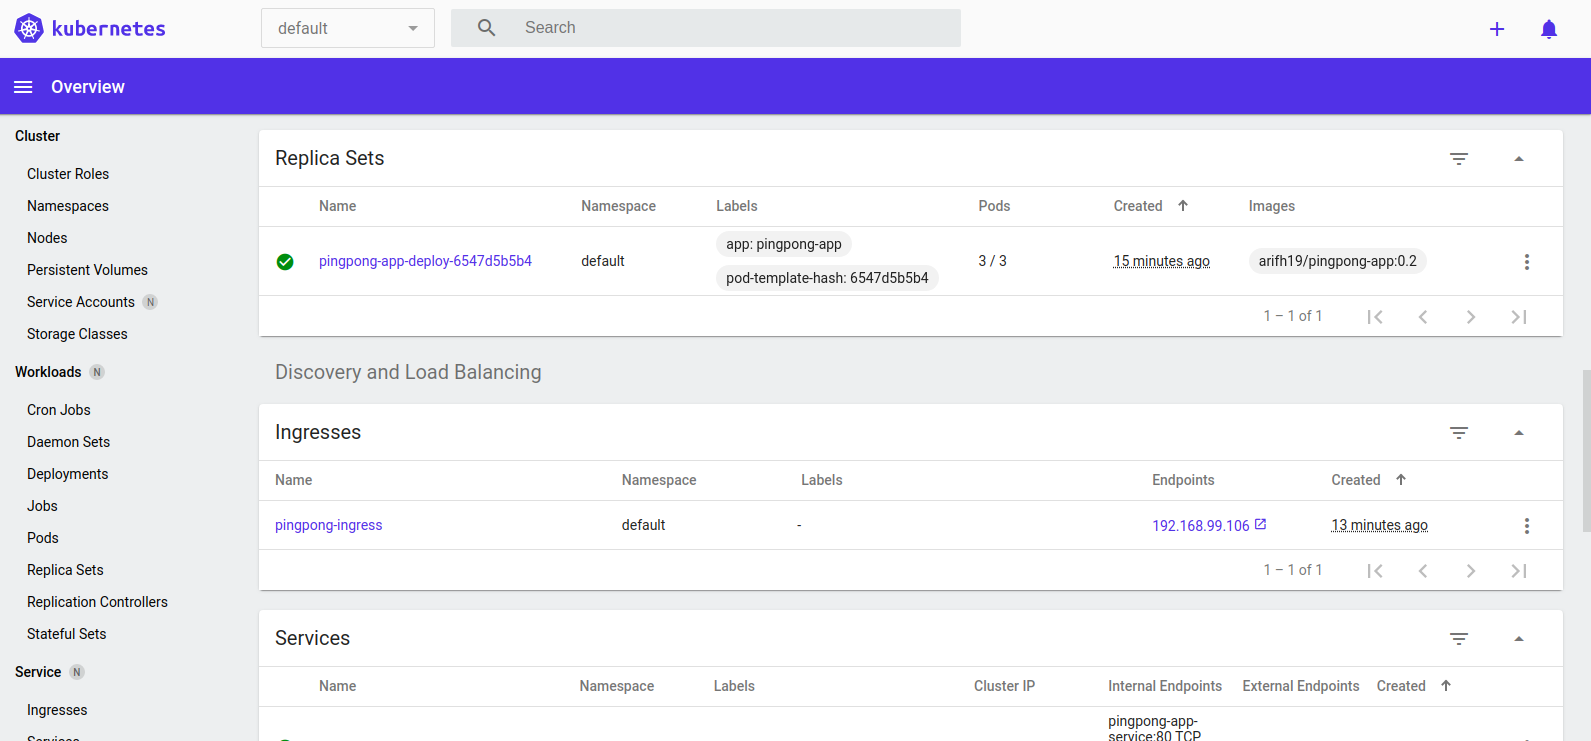 kubernetes
default
Search
Overview
Cluster
Cluster Roles
Namespaces
Nodes
Persistent Volumes
Service Accounts N
Storage Classes
Workloads N
Cron Jobs
Daemon Sets
Deployments
Jobs
Pods
Replica Sets
Replication Controllers
Stateful Sets
Service N
Ingresses
Services
Replica Sets
Name Namespace Labels Pods Created Images
pingpong-app-deploy-6547d5b5b4 default app: pingpong-app 3 / 3 15 minutes ago arifh19/pingpong-app:0.2
pod-template-hash: 6547d5b5b4
1 – 1 of 1
Discovery and Load Balancing
Ingresses
Name Namespace Labels Endpoints Created
pingpong-ingress default - 192.168.99.106 13 minutes ago
1 – 1 of 1
Services
Name Namespace Labels Cluster IP Internal Endpoints External Endpoints Created
pingpong-app-
service:80 TCP